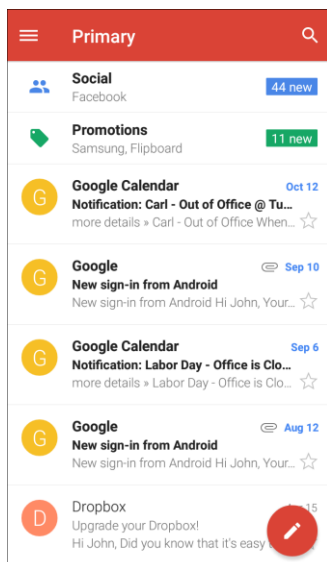 Primary
Social
Facebook
44 new
Promotions
Samsung, Flipboard
11 new
G
Google Calendar
Oct 12
Notification: Carl - Out of Office @ Tu...
more details » Carl - Out of Office When...
G
Google
Sep 10
New sign-in from Android
New sign-in from Android Hi John, Your...
Google Calendar
Sep 6
G
Notification: Labor Day - Office is Clo...
more details » Labor Day - Office is Clo...
G
Google
Aug 12
New sign-in from Android
New sign-in from Android Hi John, Your...
D
Dropbox
15
Upgrade your Dropbox!
Hi John, Did you know that it's easy